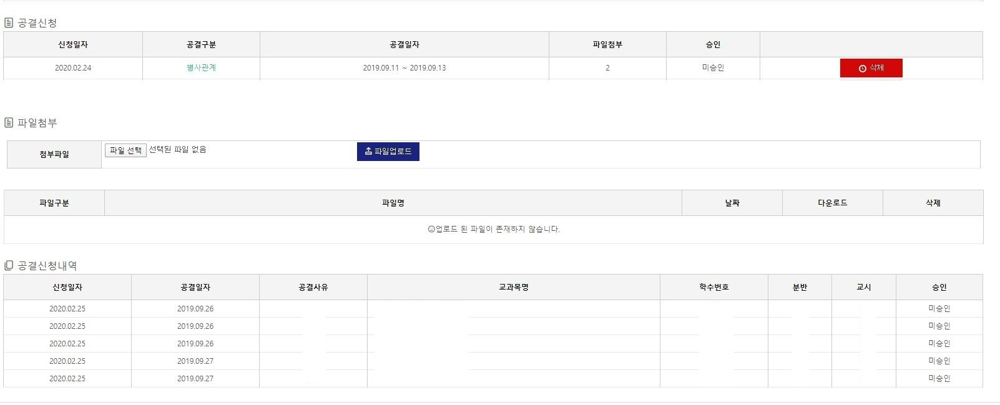 공결신청
신청일자 공결구분 공결일자 파일첨부 승인
2020.02.24 병사관계 2019.09.11 ~ 2019.09.13 2 미승인 삭제
파일첨부
첨부파일 파일 선택 선택된 파일 없음 파일업로드
파일구분 파일명 날짜 다운로드 삭제
업로드 된 파일이 존재하지 않습니다.
공결신청내역
신청일자 공결일자 공결사유 교과목명 학수번호 분반 교시 승인
2020.02.25 2019.09.26 미승인
2020.02.25 2019.09.26 미승인
2020.02.25 2019.09.26 미승인
2020.02.25 2019.09.27 미승인
2020.02.25 2019.09.27 미승인